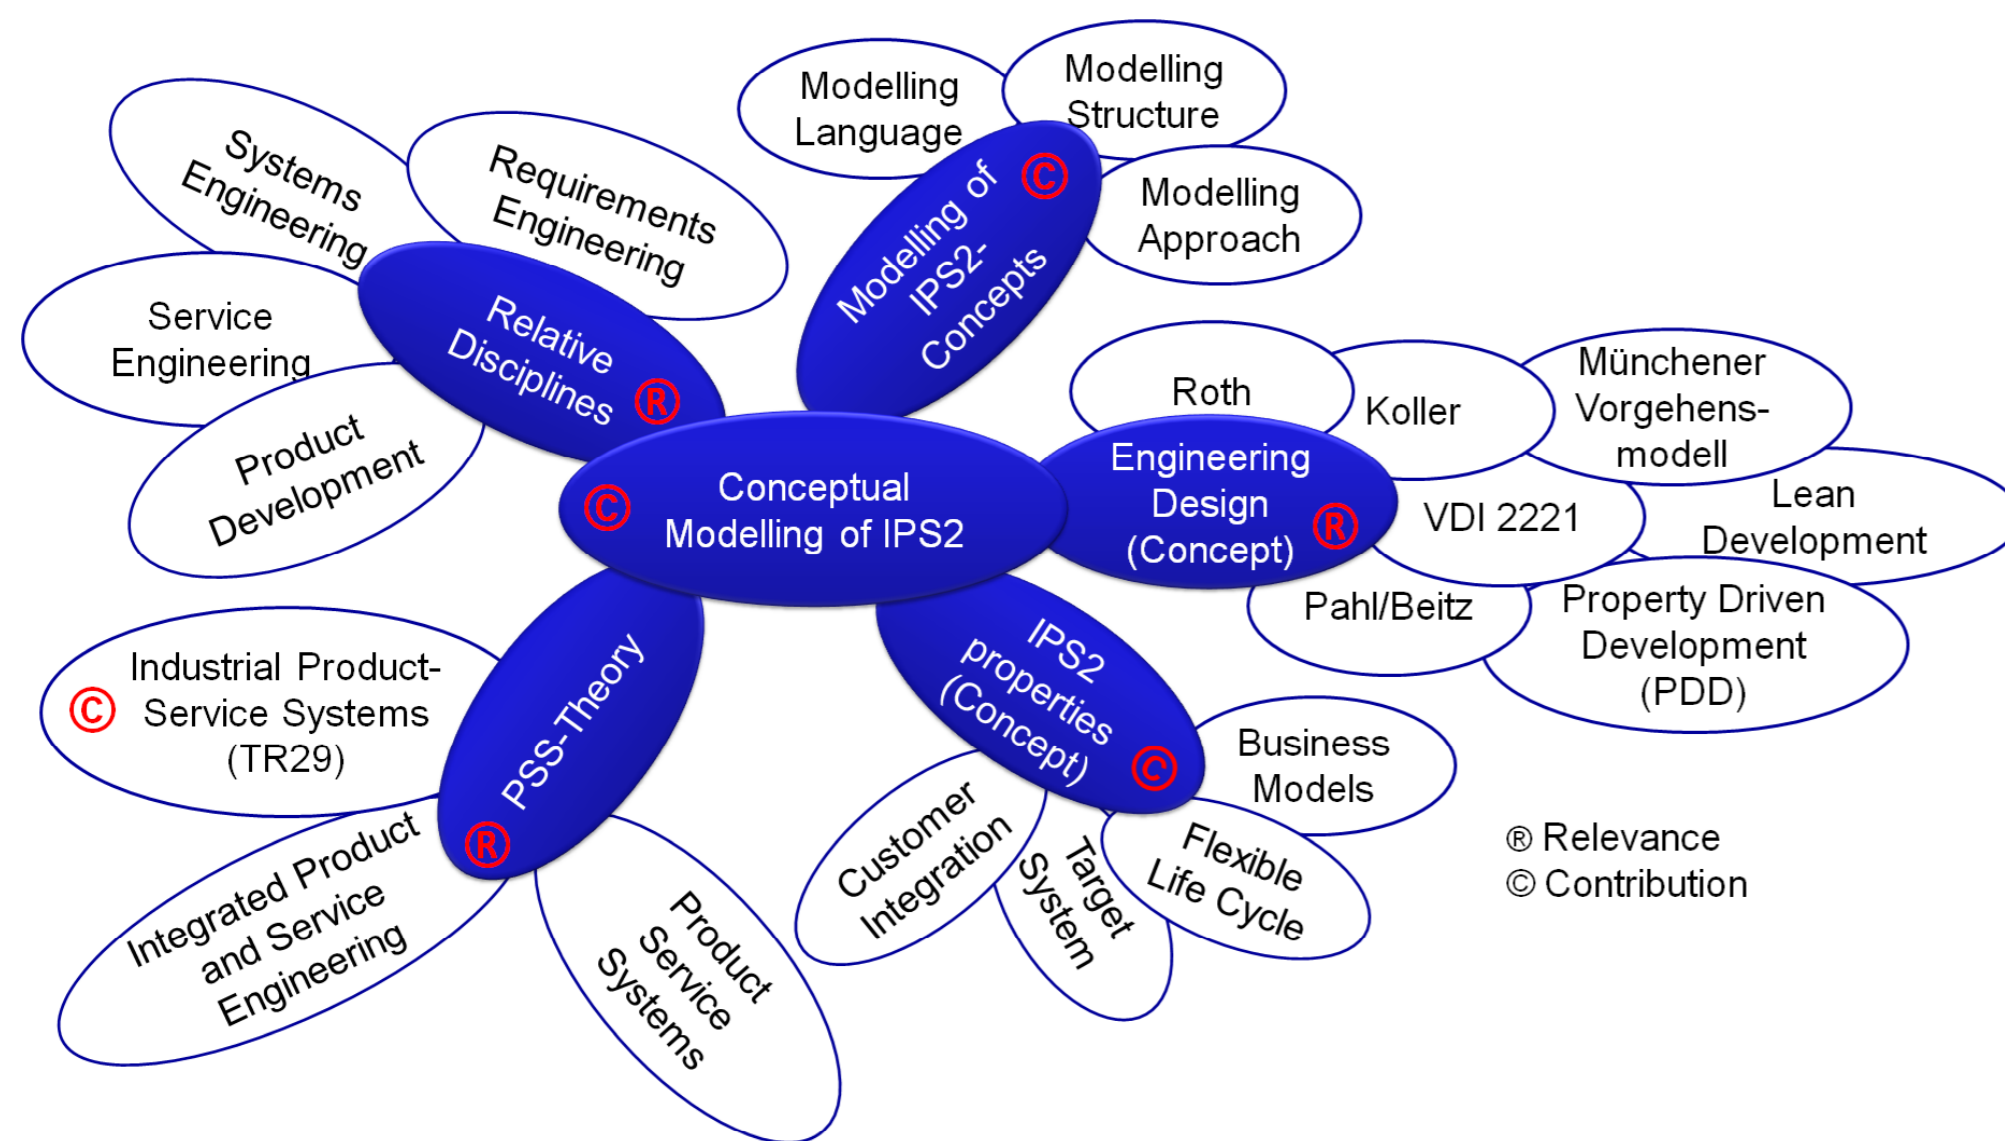 Modelling
Language
Modelling
Structure
Modelling
Approach
Modelling of
IPS2-
Concepts
©
Systems
Engineering
Requirements
Engineering
Service
Engineering
Product
Development
Relative
Disciplines
®
Conceptual
Modelling of IPS2
©
Engineering
Design
(Concept)
®
Roth
Koller
Münchener
Vorgehens-
modell
VDI 2221
Lean
Development
Pahl/Beitz
Property Driven
Development
(PDD)
IPS2
properties
(Concept)
©
Business
Models
Flexible
Life Cycle
Target
System
Customer
Integration
PSS-Theory
®
Industrial Product-
Service Systems
(TR29)
©
Integrated Product
and Service
Engineering
Product
Service
Systems
® Relevance
© Contribution